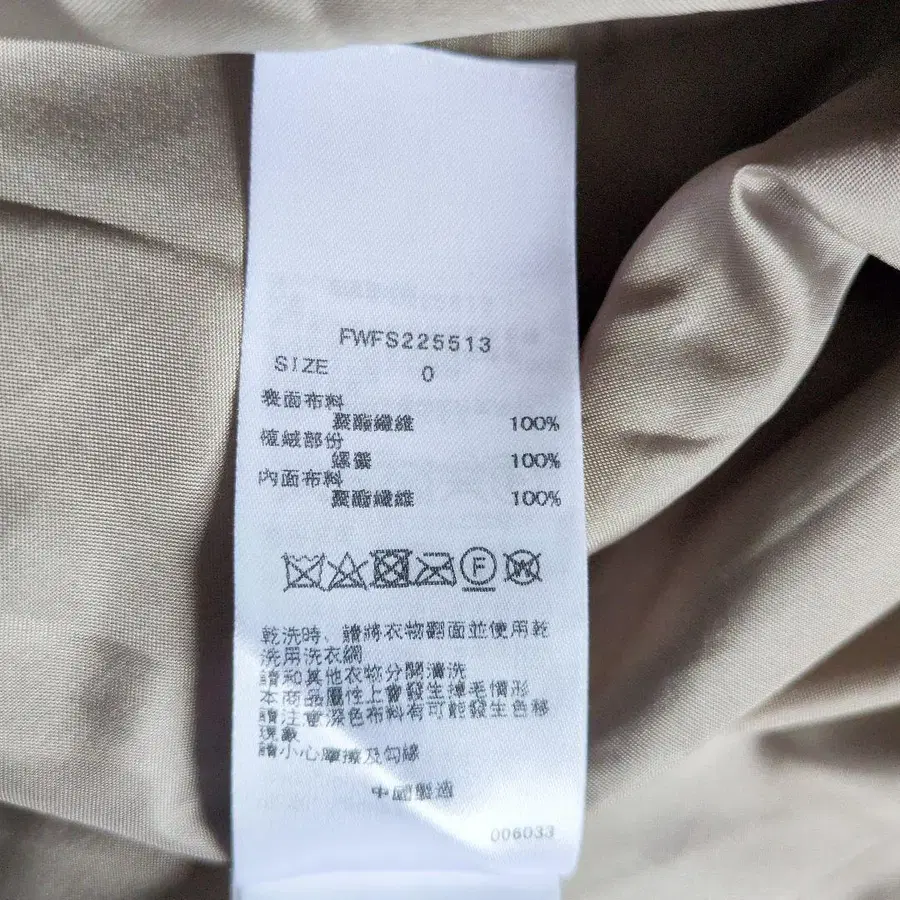 FWFS225513
SIZE 0
表面布料
聚酯纖維 100%
植絨部份
嫘縈 100%
內面布料
聚酯纖維 100%
F W
乾洗時、請將衣物翻面並使用乾
洗用洗衣網
請和其他衣物分開清洗
本商品屬性上會發生掉毛情形
請注意深色布料有可能發生色移
現象
請小心摩擦及勾線
中國製造
006033